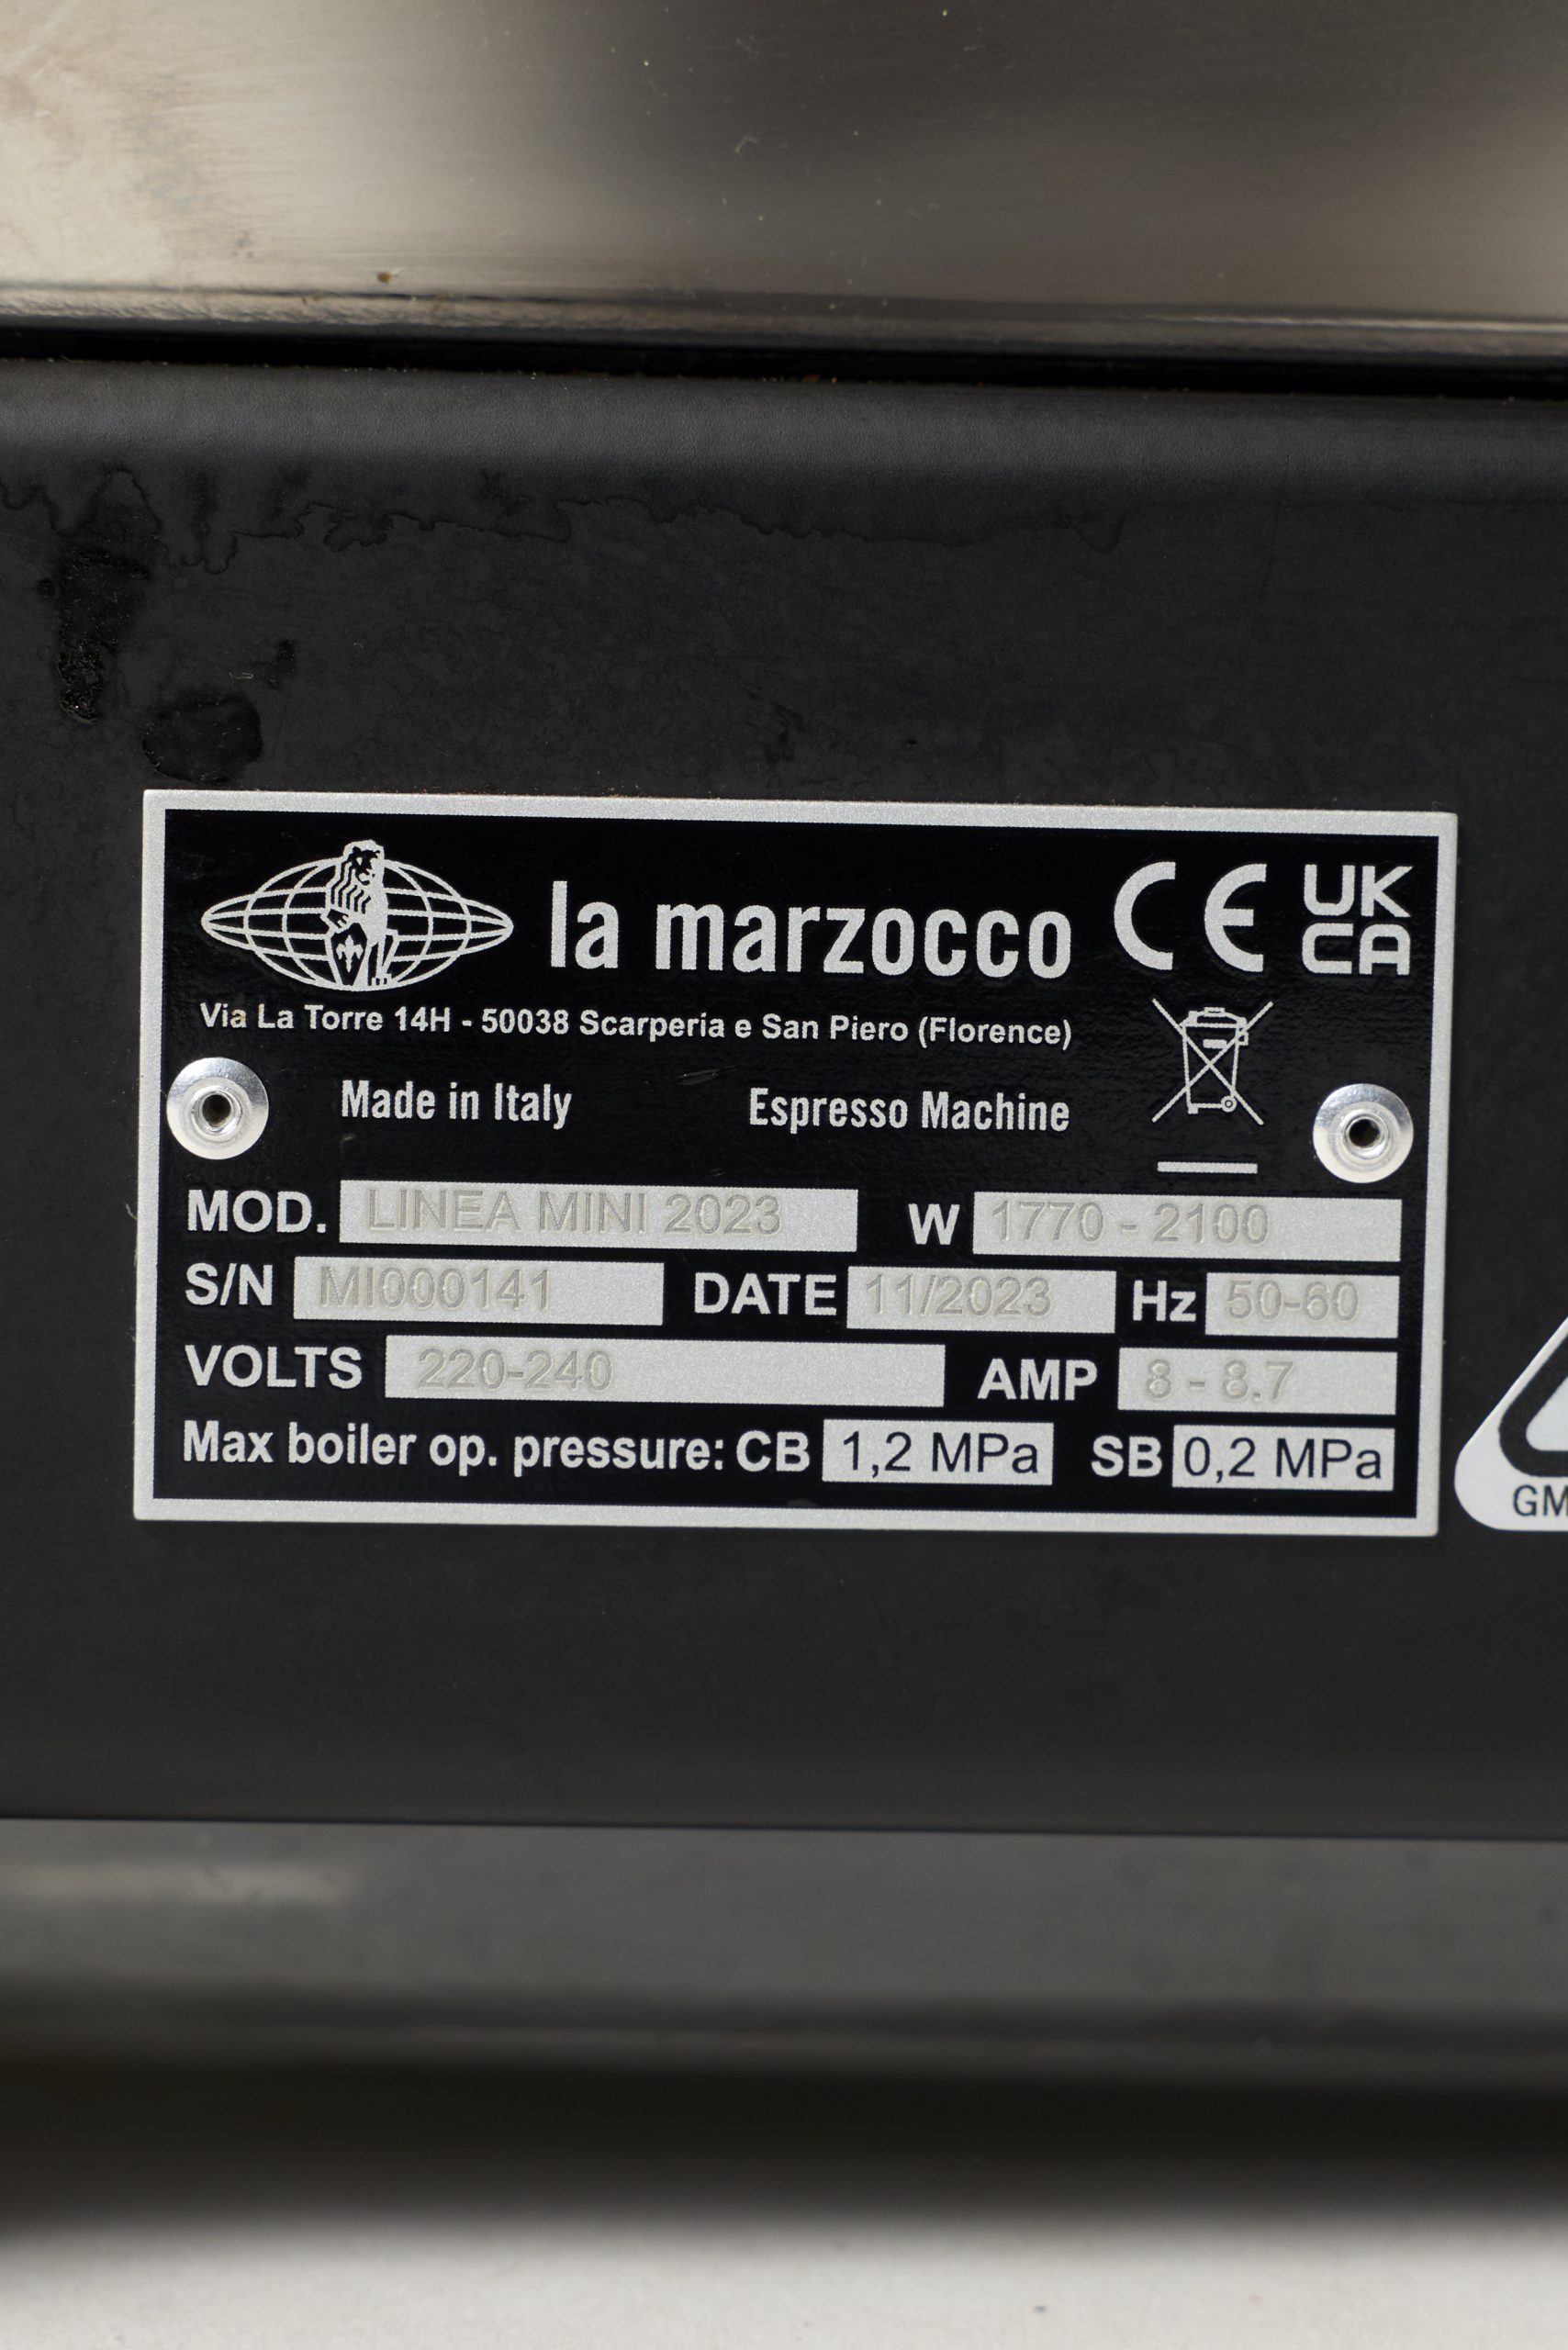 la marzocco CE UK CA
Via La Torre 14H - 50038 Scarperia e San Piero (Florence)
Made in Italy Espresso Machine
MOD. LINEA MINI 2023 W 1770 - 2100
S/N MI000141 DATE 11/2023 Hz 50-60
VOLTS 220-240 AMP 8 - 8.7
Max boiler op. pressure: CB 1,2 MPa SB 0,2 MPa
GM